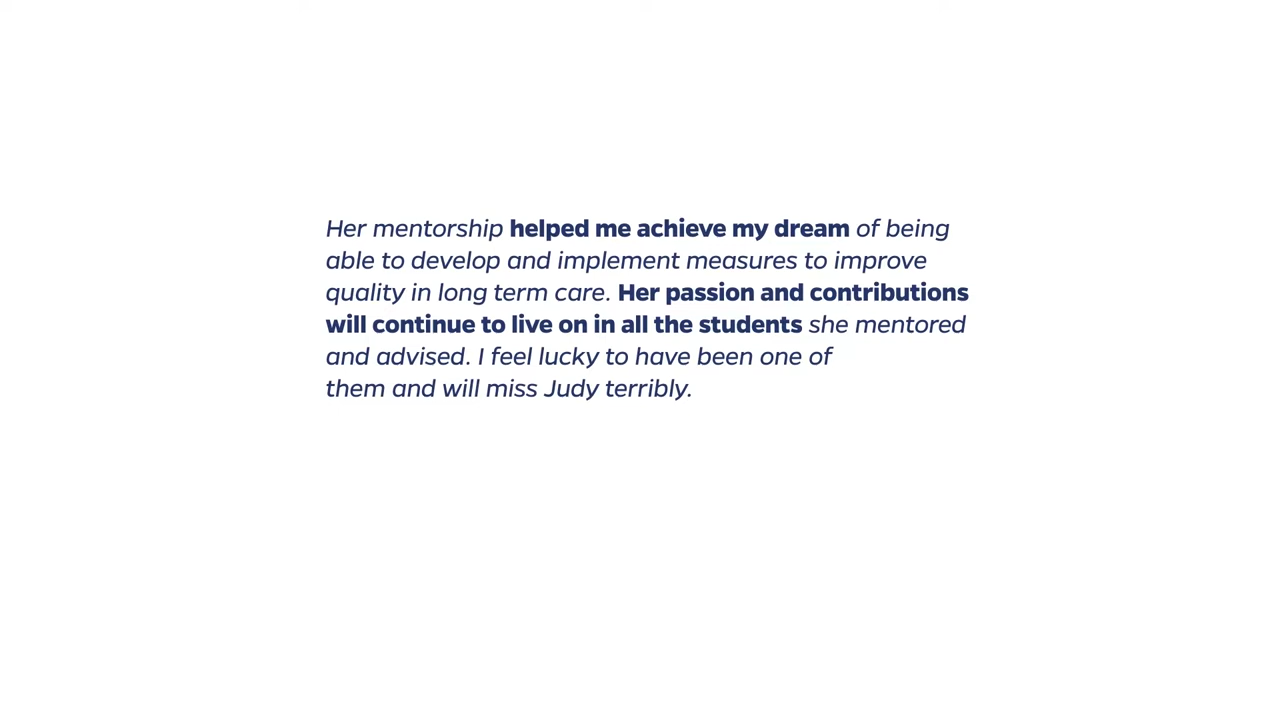 Her mentorship helped me achieve my dream of being
able to develop and implement measures to improve
quality in long term care. Her passion and contributions
will continue to live on in all the students she mentored
and advised. I feel lucky to have been one of
them and will miss Judy terribly.